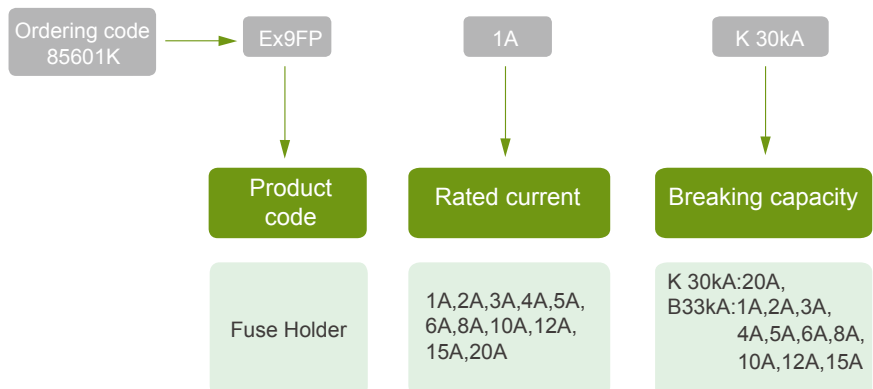 Ordering code
85601K
Ex9FP
1A
K 30kA
Product
code
Rated current
Breaking capacity
Fuse Holder
1A,2A,3A,4A,5A,
6A,8A,10A,12A,
15A,20A
K 30kA:20A,
B33kA:1A,2A,3A,
4A,5A,6A,8A,
10A,12A,15A